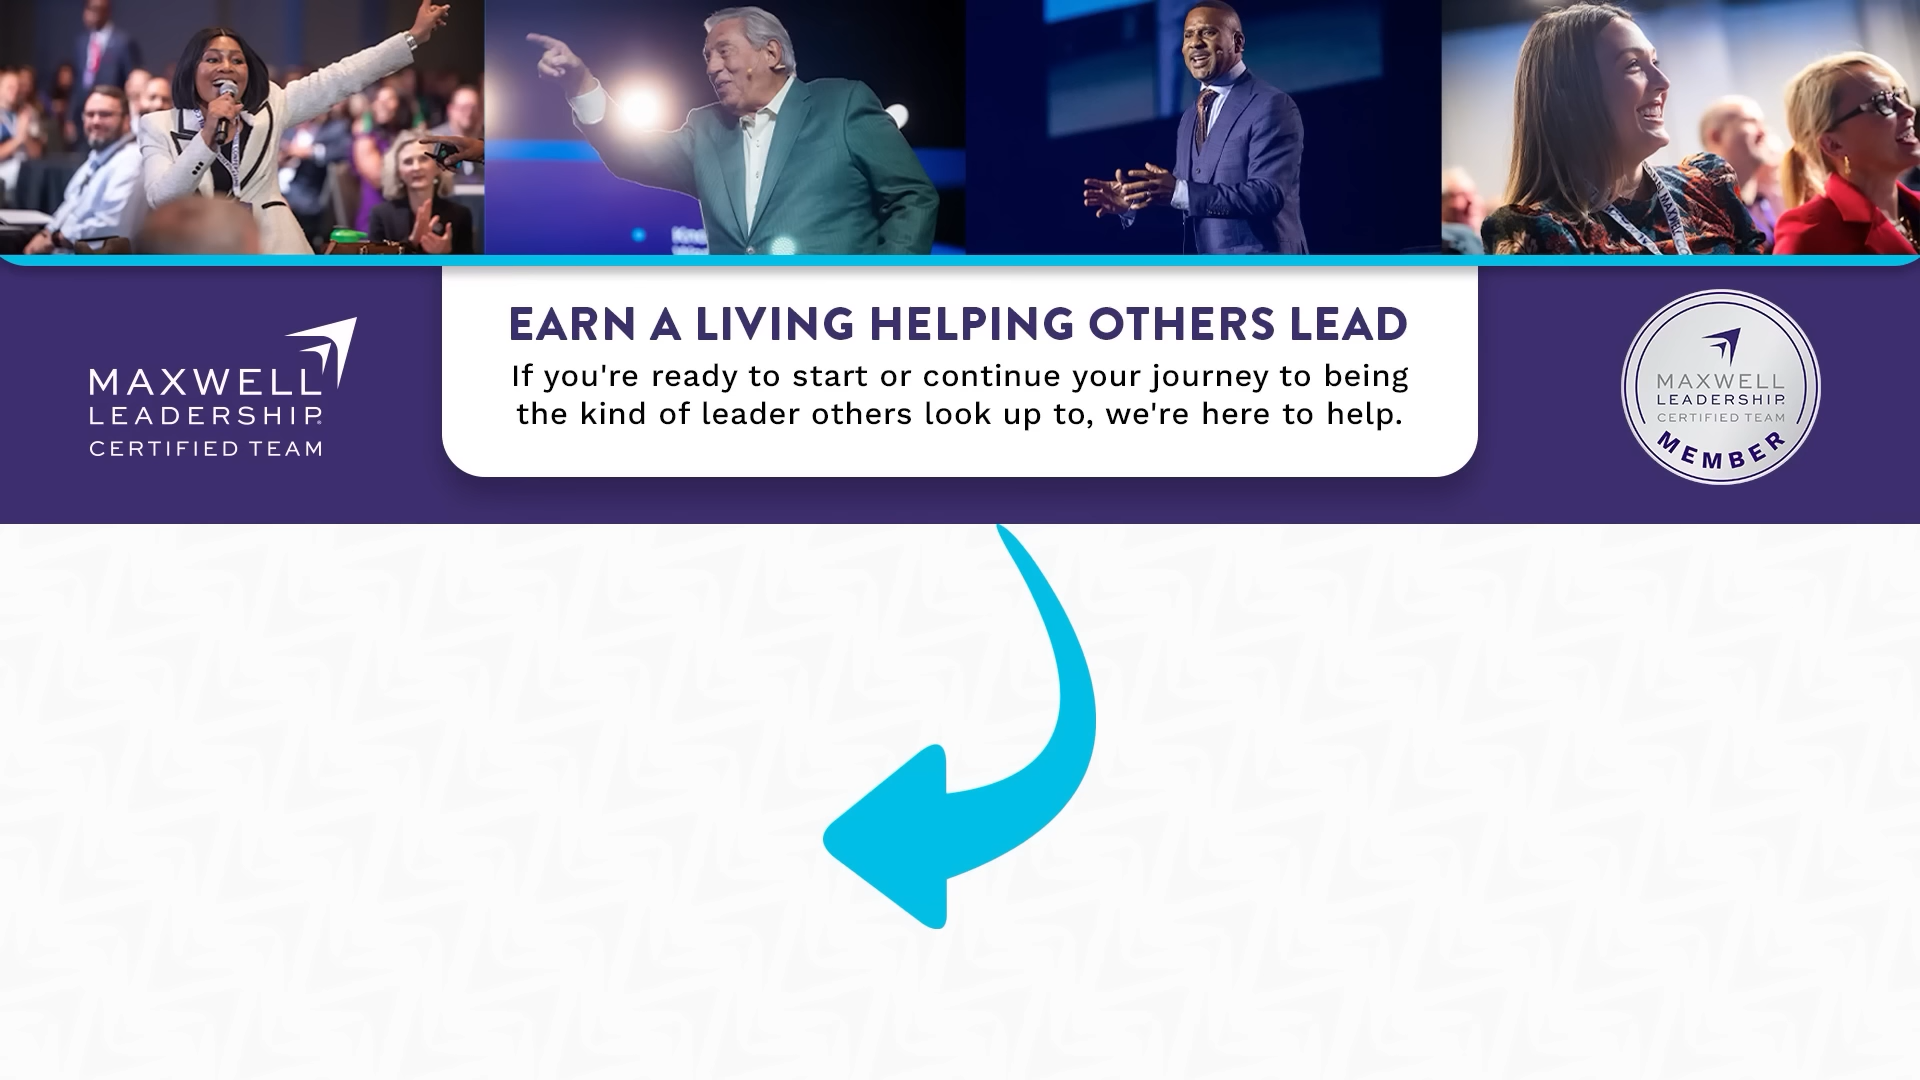 EARN A LIVING HELPING OTHERS LEAD
If you're ready to start or continue your journey to being
the kind of leader others look up to, we're here to help.
MAXWELL
LEADERSHIP®
CERTIFIED TEAM
MAXWELL
LEADERSHIP
CERTIFIED TEAM
MEMBER